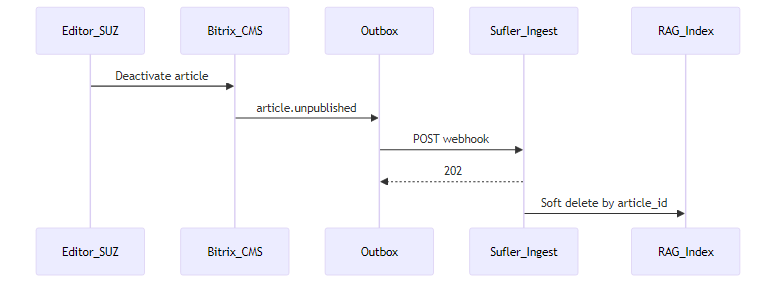 Editor_SUZ Bitrix_CMS Outbox Sufler_Ingest RAG_Index
Deactivate article
article.unpublished
POST webhook
202
Soft delete by article_id
Editor_SUZ Bitrix_CMS Outbox Sufler_Ingest RAG_Index